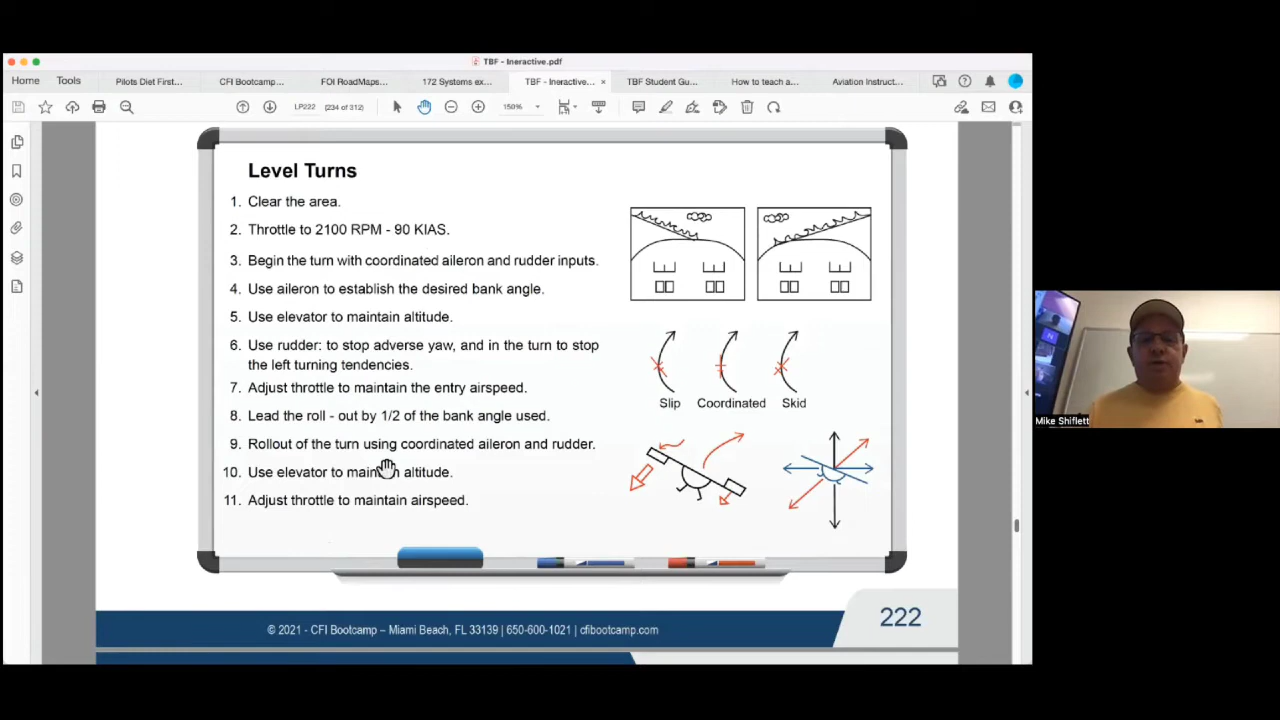 TBF - Ineractive.pdf
Home Tools Pilots Diet First... CFI Bootcamp... FOI RoadMaps... 172 Systems ex... TBF - Ineractive... × TBF Student Gu... How to teach a... Aviation Instruct...
LP222 (234 of 312) 150%
Level Turns
1. Clear the area.
2. Throttle to 2100 RPM - 90 KIAS.
3. Begin the turn with coordinated aileron and rudder inputs.
4. Use aileron to establish the desired bank angle.
5. Use elevator to maintain altitude.
6. Use rudder: to stop adverse yaw, and in the turn to stop
the left turning tendencies.
7. Adjust throttle to maintain the entry airspeed.
8. Lead the roll - out by 1/2 of the bank angle used.
9. Rollout of the turn using coordinated aileron and rudder.
10. Use elevator to maintain altitude.
11. Adjust throttle to maintain airspeed.
Slip Coordinated Skid
Mike Shiflett
© 2021 - CFI Bootcamp – Miami Beach, FL 33139 | 650-600-1021 | cfibootcamp.com
222